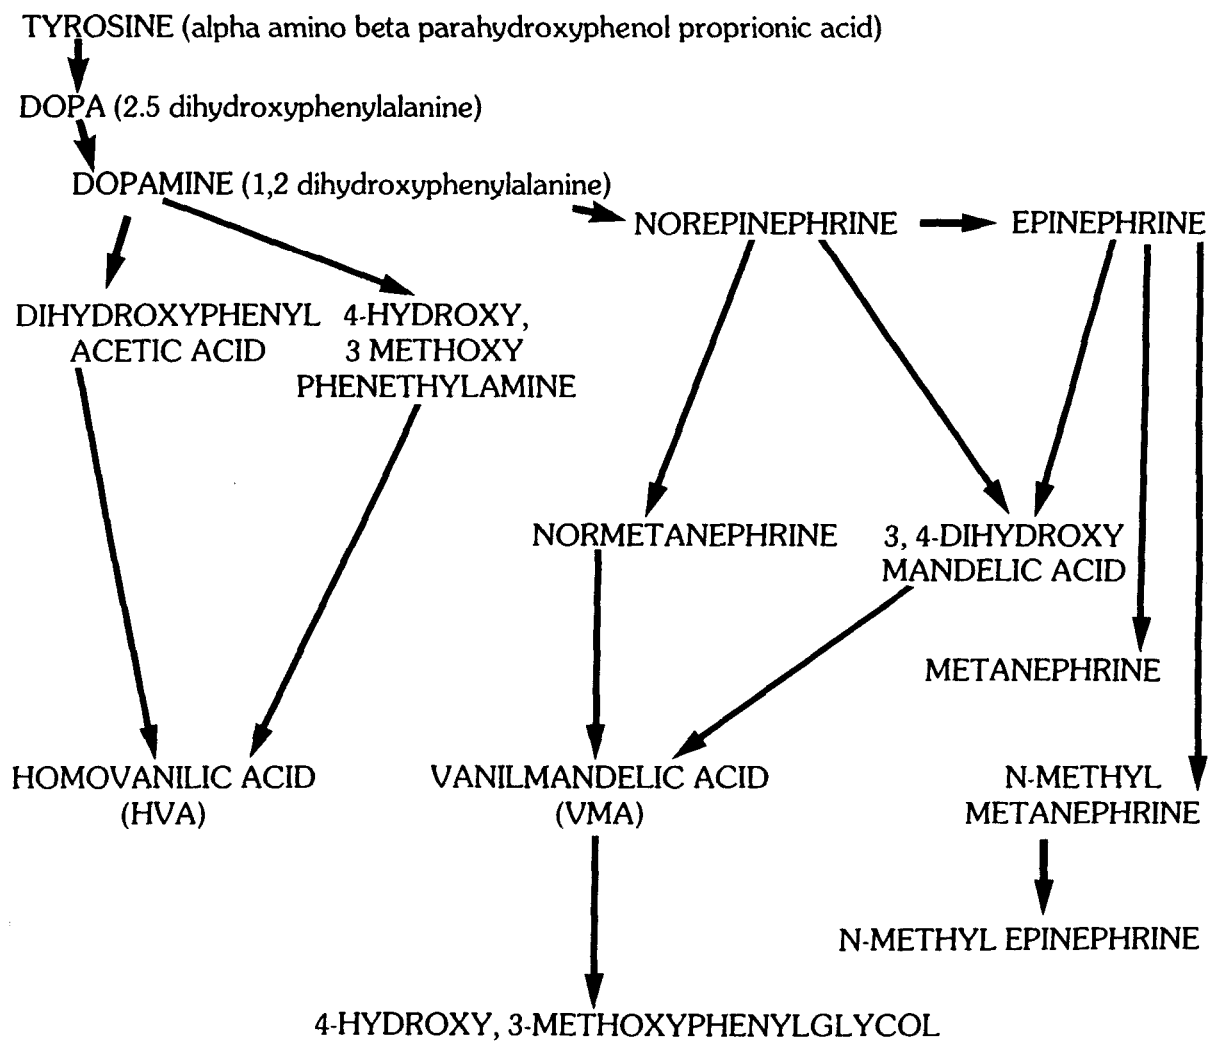 TYROSINE (alpha amino beta parahydroxyphenol proprionic acid)
DOPA (2.5 dihydroxyphenylalanine)
DOPAMINE (1,2 dihydroxyphenylalanine)
NOREPINEPHRINE
EPINEPHRINE
DIHYDROXYPHENYL
ACETIC ACID
4-HYDROXY,
3 METHOXY
PHENETHYLAMINE
NORMETANEPHRINE
3, 4-DIHYDROXY
MANDELIC ACID
METANEPHRINE
HOMOVANILIC ACID
(HVA)
VANILMANDELIC ACID
(VMA)
N-METHYL
METANEPHRINE
N-METHYL EPINEPHRINE
4-HYDROXY, 3-METHOXYPHENYLGLYCOL